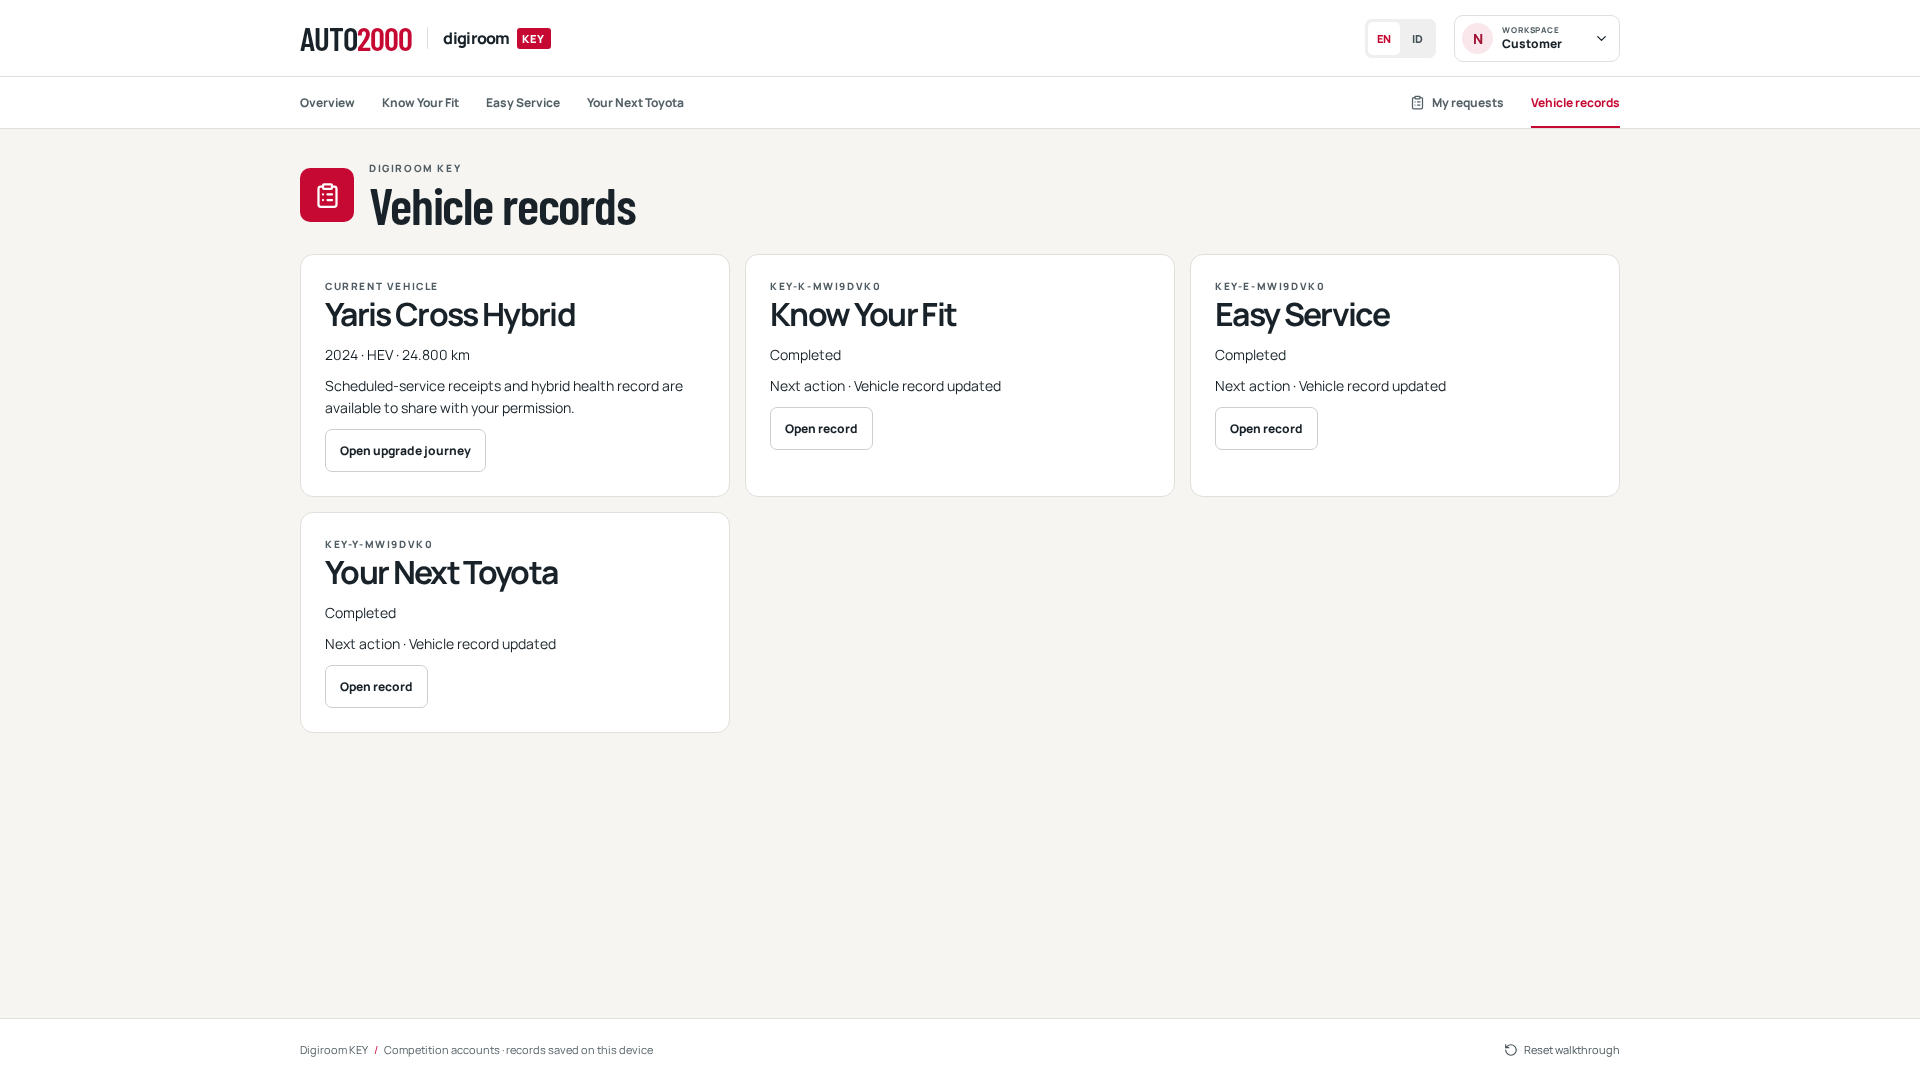 AUTO2000 digiroom KEY
EN ID
N WORKSPACE
Customer
Overview Know Your Fit Easy Service Your Next Toyota My requests Vehicle records
DIGIROOM KEY
Vehicle records
CURRENT VEHICLE
Yaris Cross Hybrid
2024 · HEV · 24.800 km
Scheduled-service receipts and hybrid health record are
available to share with your permission.
Open upgrade journey
KEY-K-MWI9DVK0
Know Your Fit
Completed
Next action · Vehicle record updated
Open record
KEY-E-MWI9DVK0
Easy Service
Completed
Next action · Vehicle record updated
Open record
KEY-Y-MWI9DVK0
Your Next Toyota
Completed
Next action · Vehicle record updated
Open record
Digiroom KEY / Competition accounts · records saved on this device
Reset walkthrough